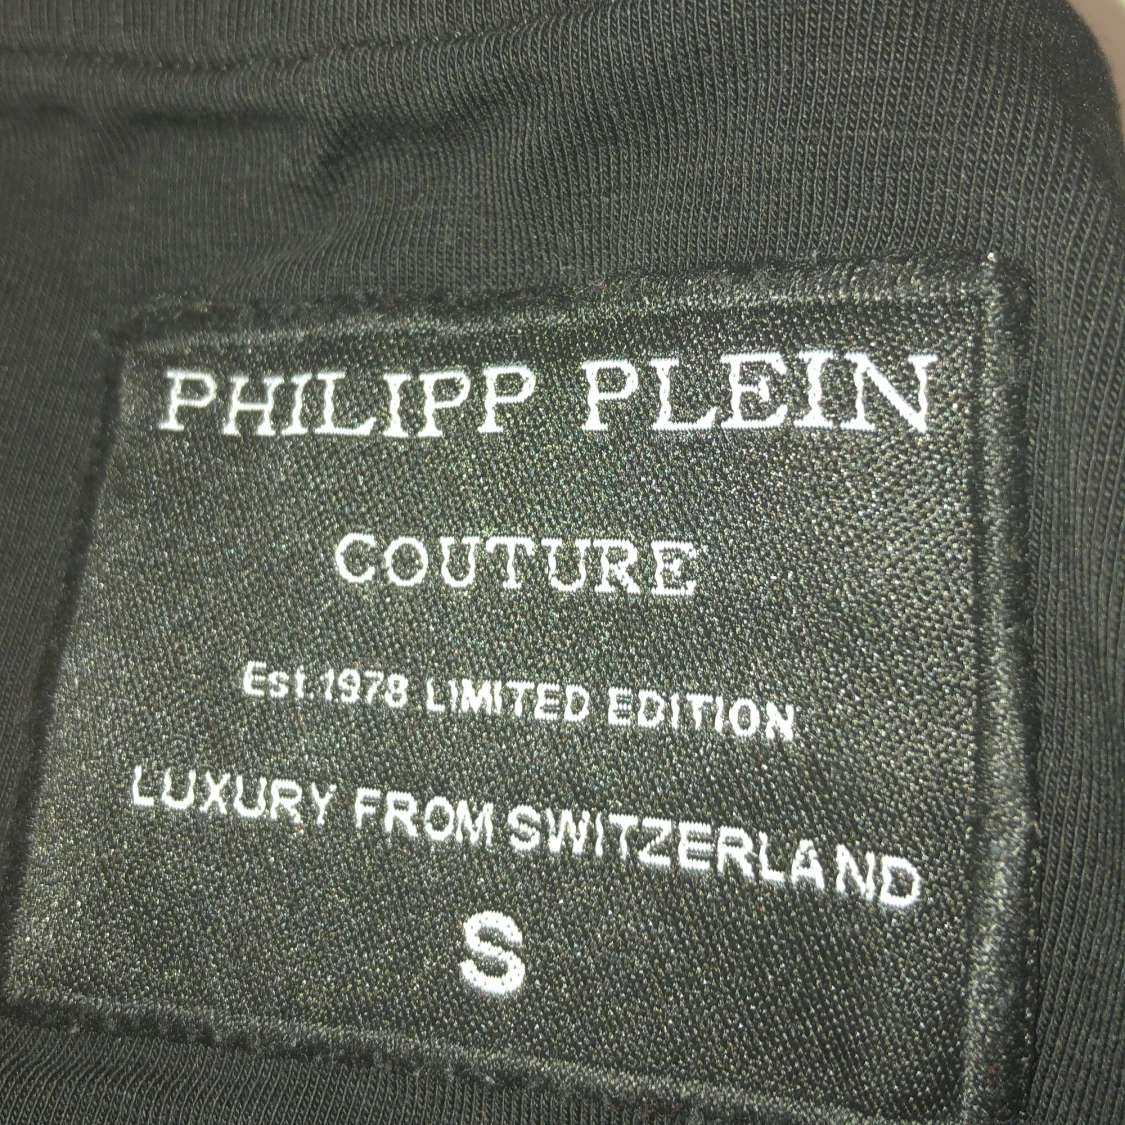 PHILIPP PLEIN
COUTURE
Est.1978 LIMITED EDITION
LUXURY FROM SWITZERLAND
S